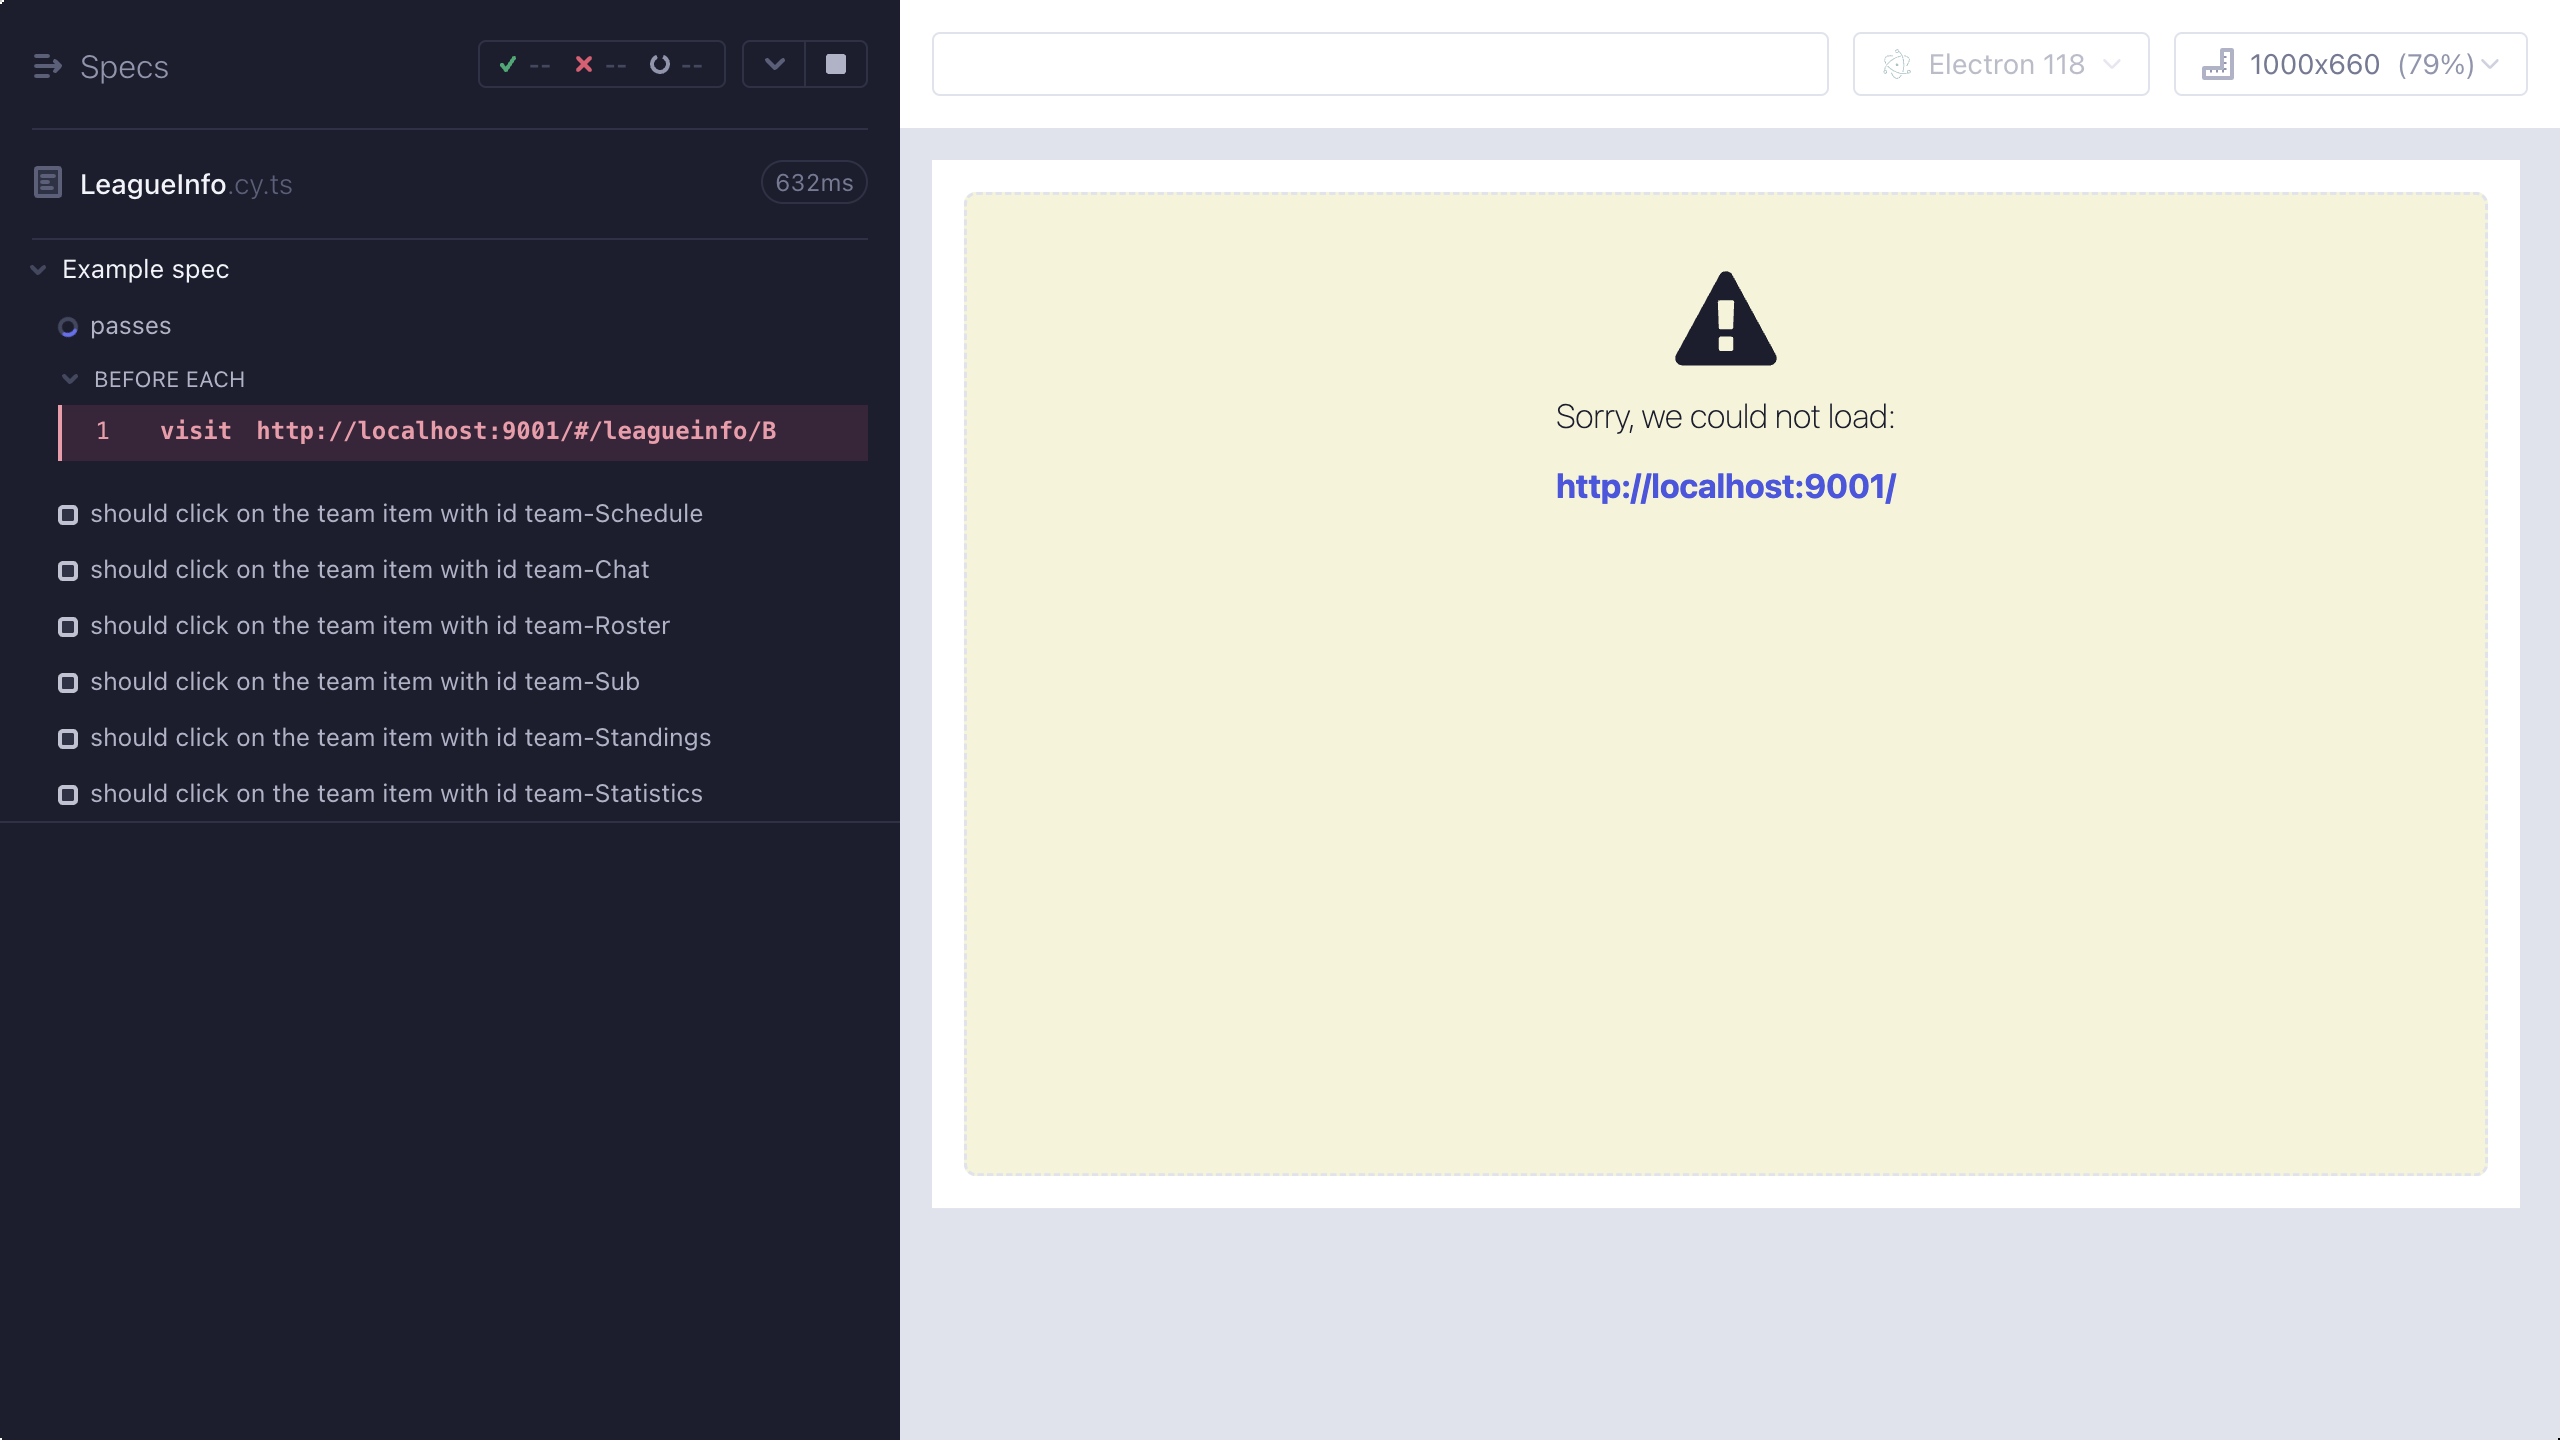 Specs
-- -- --
LeagueInfo.cy.ts
632ms
Example spec
passes
BEFORE EACH
1 visit http://localhost:9001/#/leagueinfo/B
should click on the team item with id team-Schedule
should click on the team item with id team-Chat
should click on the team item with id team-Roster
should click on the team item with id team-Sub
should click on the team item with id team-Standings
should click on the team item with id team-Statistics
Electron 118
1000x660 (79%)
Sorry, we could not load:
http://localhost:9001/